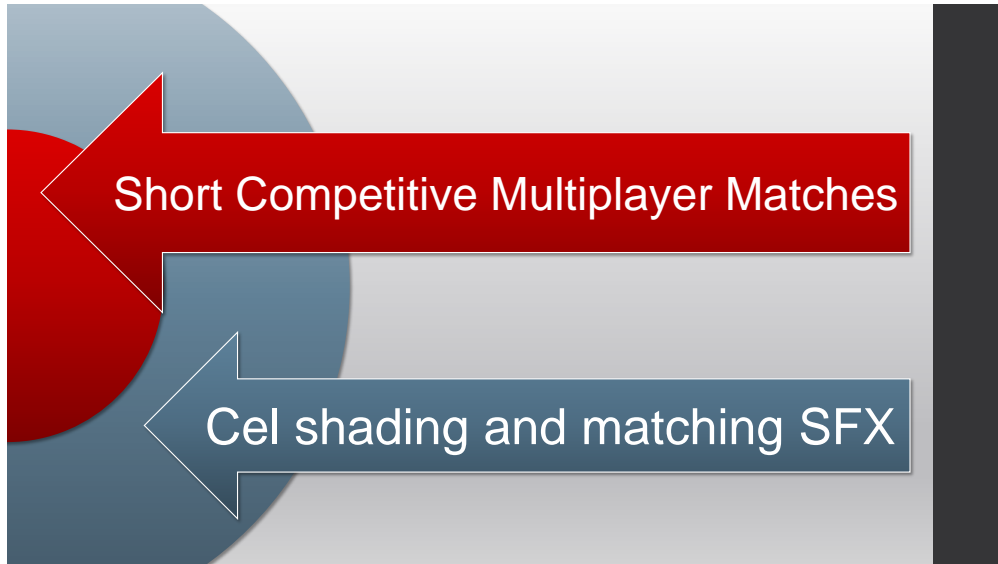 Short Competitive Multiplayer Matches
Cel shading and matching SFX